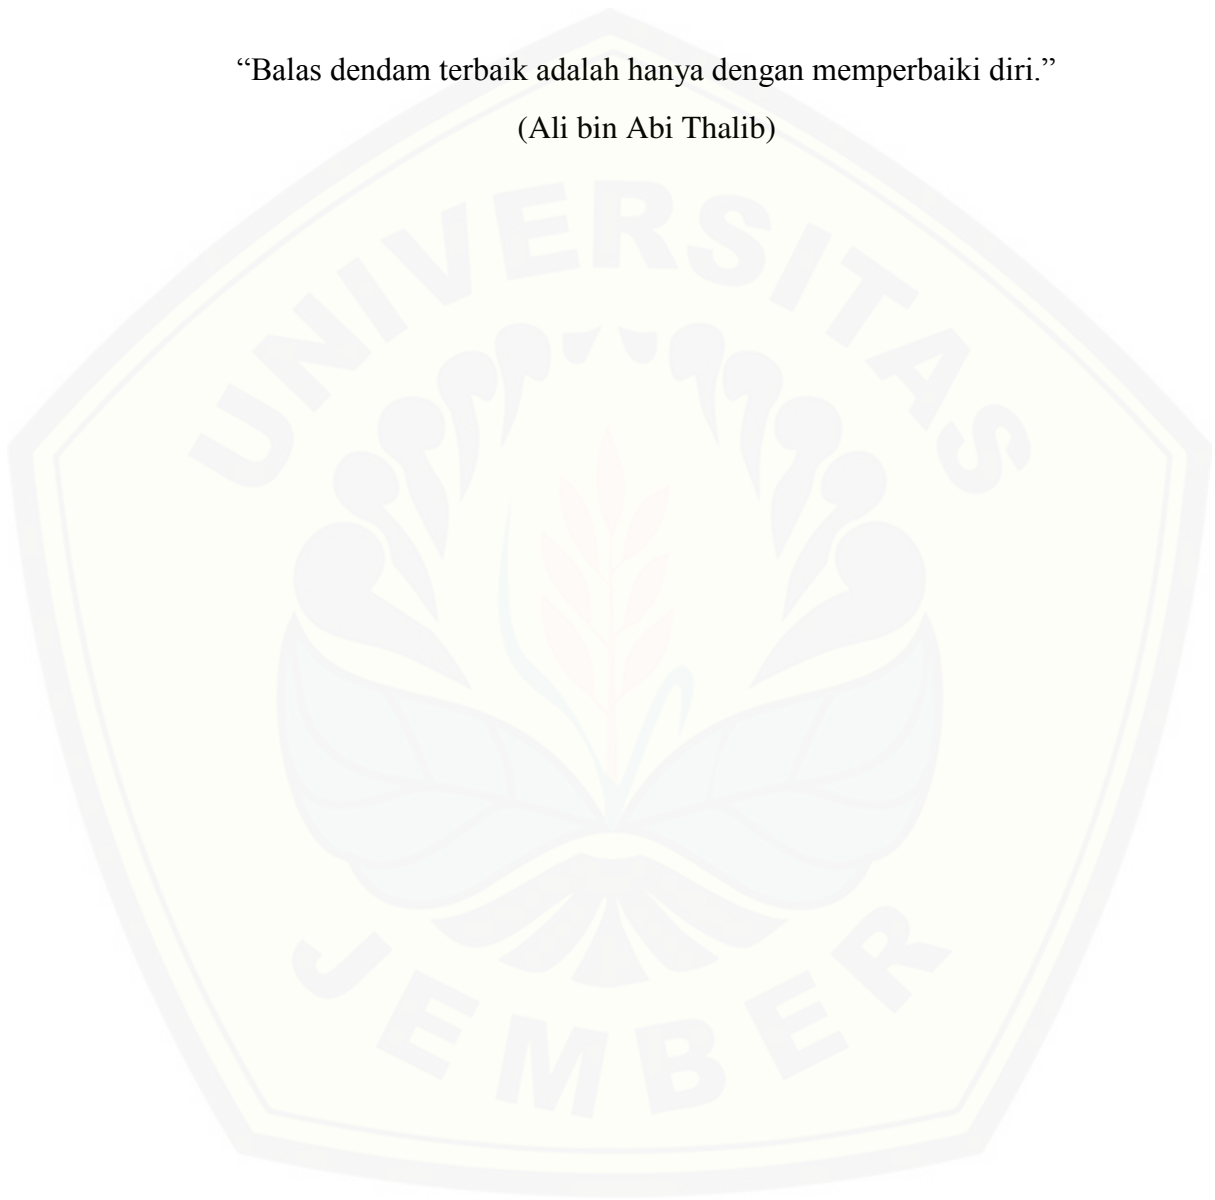 “Balas dendam terbaik adalah hanya dengan memperbaiki diri.”
(Ali bin Abi Thalib)
UNIVERSITAS
JEMBER